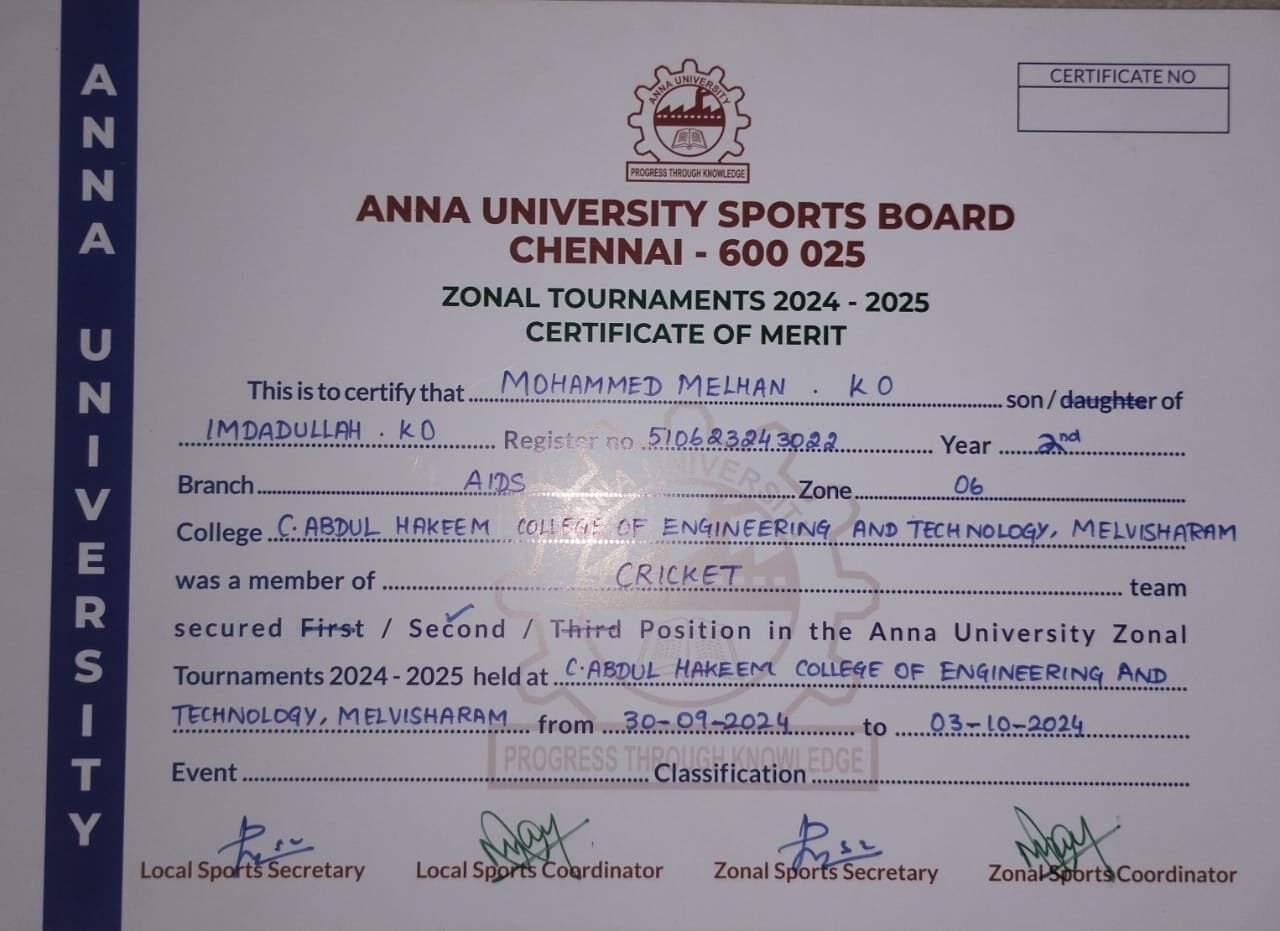 ANNA UNIVERSITY
ANNA UNIVERSITY
PROGRESS THROUGH KNOWLEDGE
CERTIFICATE NO
ANNA UNIVERSITY SPORTS BOARD
CHENNAI - 600 025
ZONAL TOURNAMENTS 2024 - 2025
CERTIFICATE OF MERIT
This is to certify that MOHAMMED MELHAN . K O son / daughter of
IMDADULLAH . K O Register no 510623243022 Year 2nd
Branch AIDS Zone 06
College C. ABDUL HAKEEM COLLEGE OF ENGINEERING AND TECHNOLOGY, MELVISHARAM
was a member of CRICKET team
secured First / Second / Third Position in the Anna University Zonal
Tournaments 2024 - 2025 held at C. ABDUL HAKEEM COLLEGE OF ENGINEERING AND
TECHNOLOGY, MELVISHARAM from 30-09-2024 to 03-10-2024
PROGRESS THROUGH KNOWLEDGE
Event Classification
Local Sports Secretary Local Sports Coordinator Zonal Sports Secretary Zonal Sports Coordinator